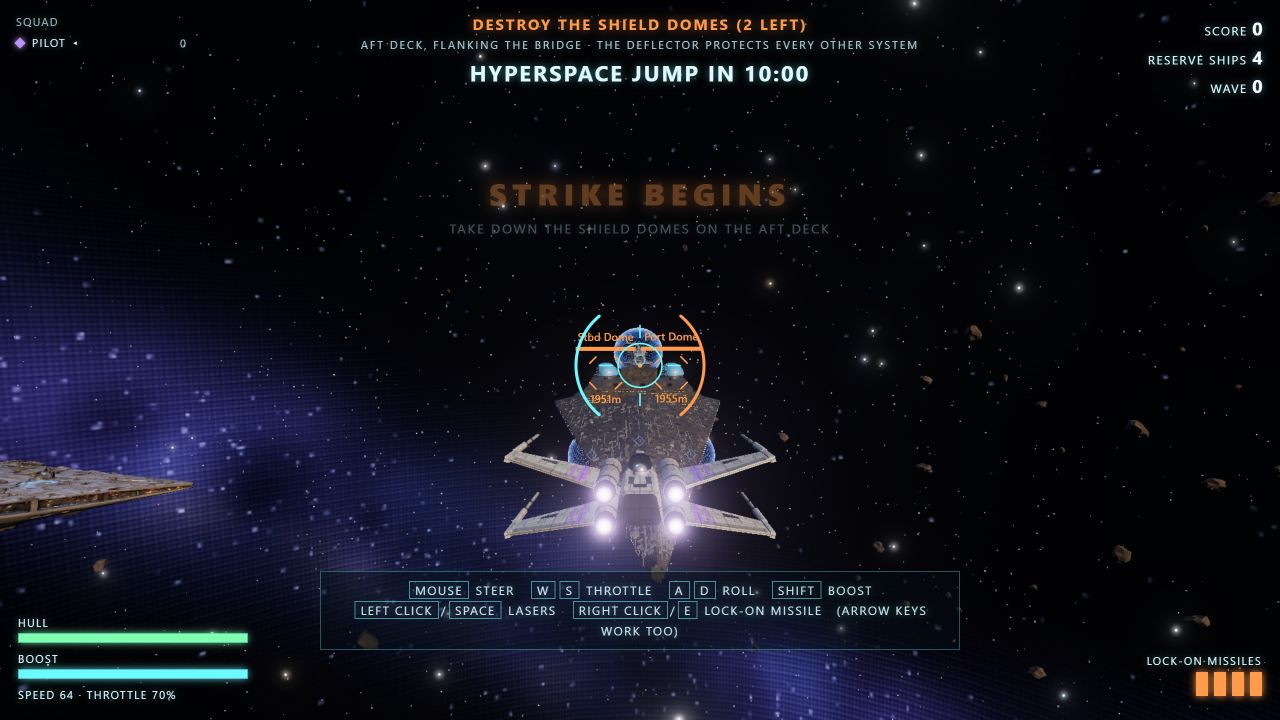 SQUAD
PILOT
0
DESTROY THE SHIELD DOMES (2 LEFT)
AFT DECK, FLANKING THE BRIDGE · THE DEFLECTOR PROTECTS EVERY OTHER SYSTEM
HYPERSPACE JUMP IN 10:00
SCORE 0
RESERVE SHIPS 4
WAVE 0
STRIKE BEGINS
TAKE DOWN THE SHIELD DOMES ON THE AFT DECK
Stbd Dome Port Dome
1951m 1955m
MOUSE STEER W S THROTTLE A D ROLL SHIFT BOOST
LEFT CLICK / SPACE LASERS RIGHT CLICK / E LOCK-ON MISSILE (ARROW KEYS
WORK TOO)
HULL
BOOST
SPEED 64 · THROTTLE 70%
LOCK-ON MISSILES